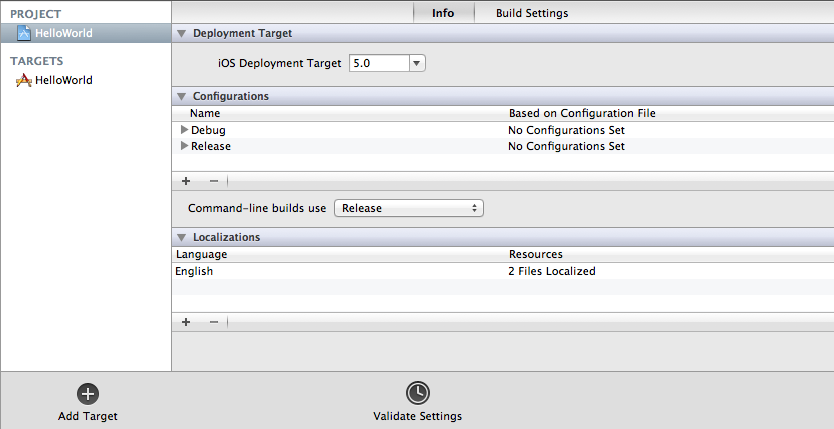 PROJECT
HelloWorld
TARGETS
HelloWorld
Info Build Settings
Deployment Target
iOS Deployment Target 5.0
Configurations
Name Based on Configuration File
Debug No Configurations Set
Release No Configurations Set
Command-line builds use Release
Localizations
Language Resources
English 2 Files Localized
Add Target Validate Settings